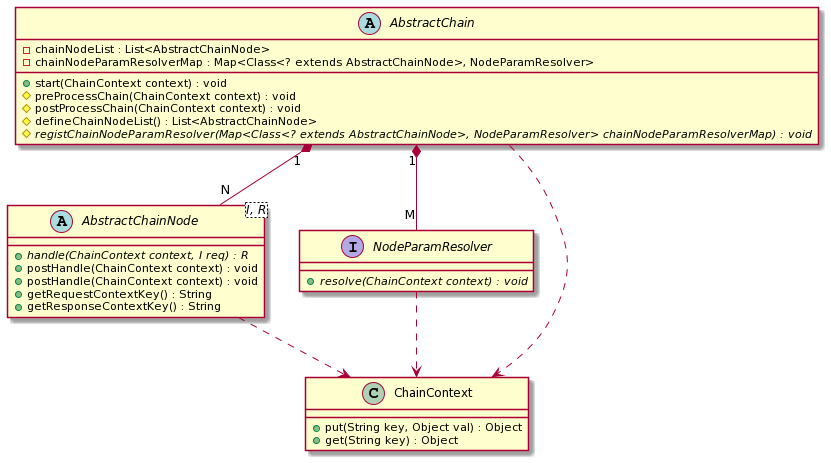 A AbstractChain
chainNodeList : List<AbstractChainNode>
chainNodeParamResolverMap : Map<Class<? extends AbstractChainNode>, NodeParamResolver>
start(ChainContext context) : void
preProcessChain(ChainContext context) : void
postProcessChain(ChainContext context) : void
defineChainNodeList() : List<AbstractChainNode>
registChainNodeParamResolver(Map<Class<? extends AbstractChainNode>, NodeParamResolver> chainNodeParamResolverMap) : void
1
1
N
M
I, R
A AbstractChainNode
handle(ChainContext context, I req) : R
postHandle(ChainContext context) : void
postHandle(ChainContext context) : void
getRequestContextKey() : String
getResponseContextKey() : String
I NodeParamResolver
resolve(ChainContext context) : void
C ChainContext
put(String key, Object val) : Object
get(String key) : Object